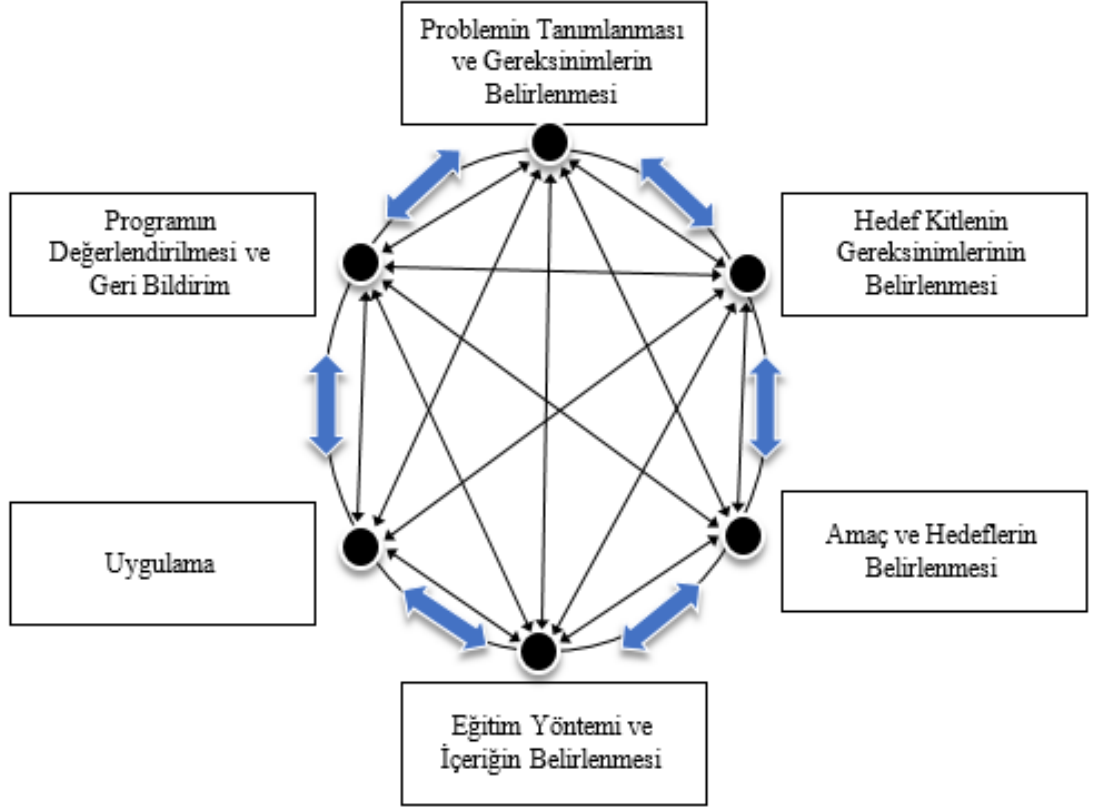 Problemin Tanımlanması
ve Gereksinimlerin
Belirlenmesi
Programın
Değerlendirilmesi ve
Geri Bildirim
Hedef Kitlenin
Gereksinimlerinin
Belirlenmesi
Uygulama
Amaç ve Hedeflerin
Belirlenmesi
Eğitim Yöntemi ve
İçeriğin Belirlenmesi